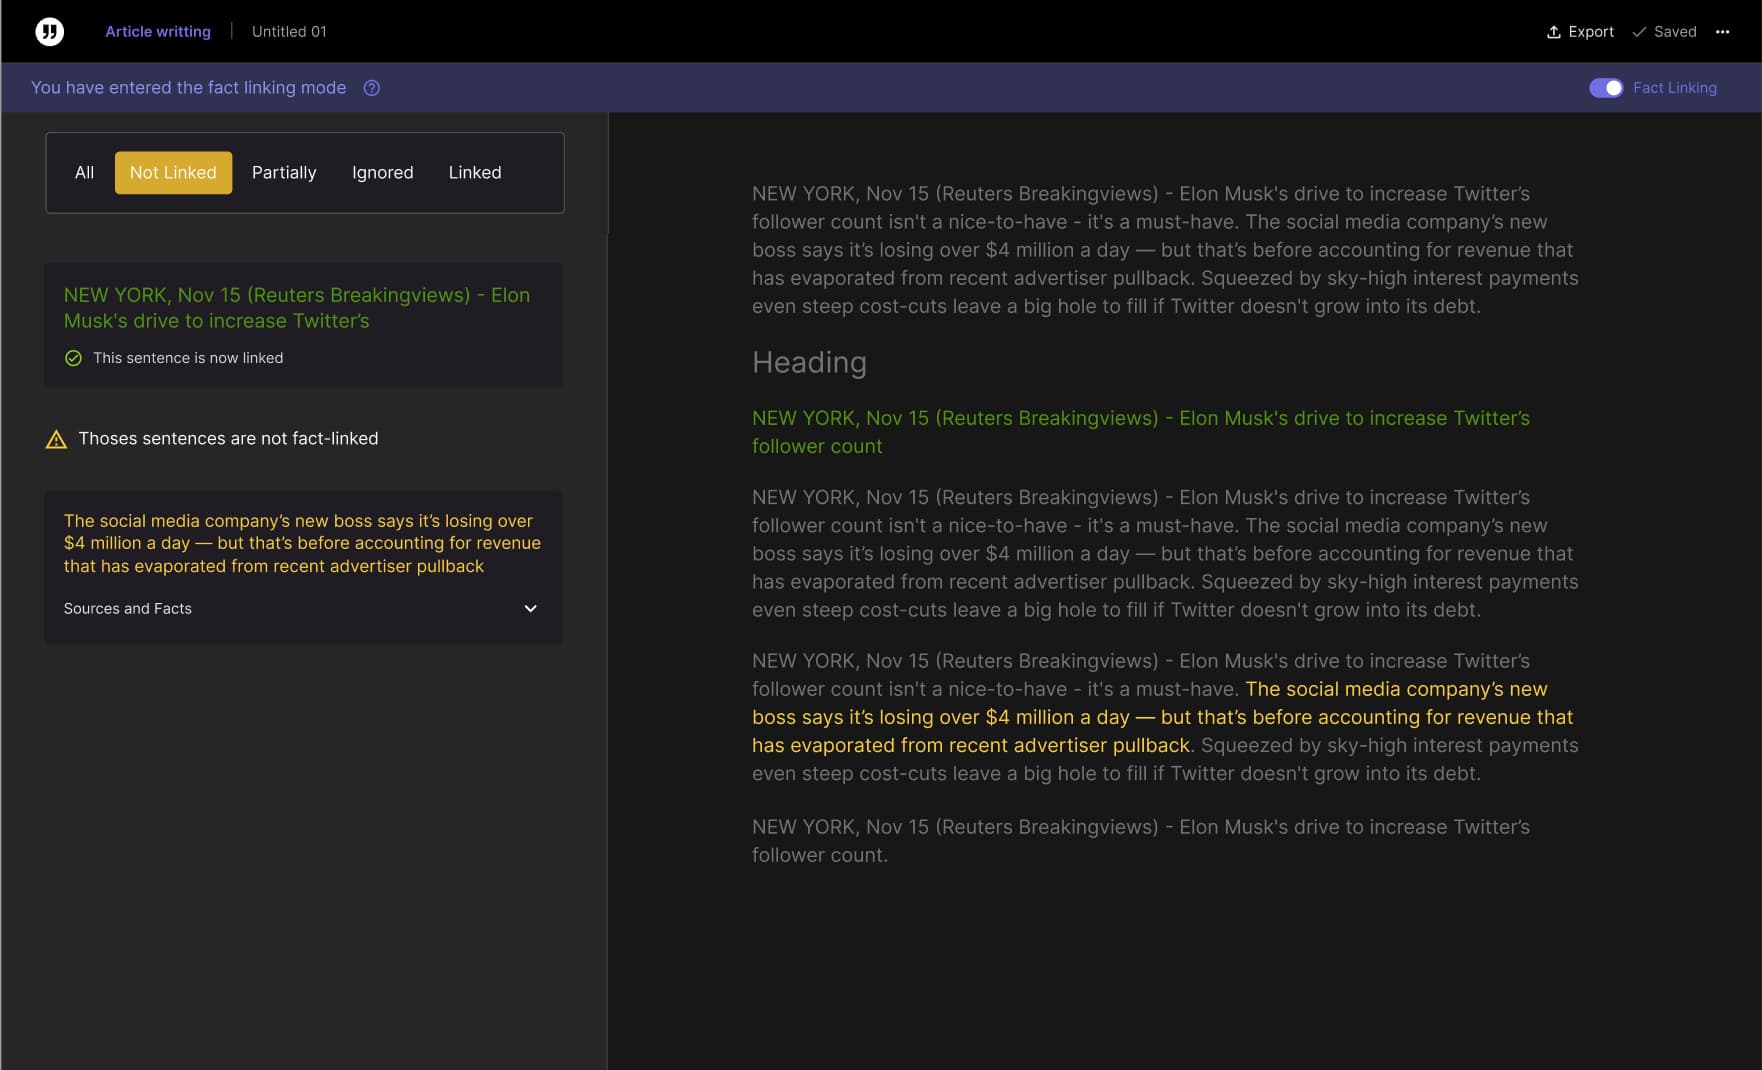 Article writting
Untitled 01
Export
Saved
You have entered the fact linking mode
Fact Linking
All
Not Linked
Partially
Ignored
Linked
NEW YORK, Nov 15 (Reuters Breakingviews) - Elon
Musk's drive to increase Twitter’s
This sentence is now linked
Thoses sentences are not fact-linked
The social media company’s new boss says it’s losing over
$4 million a day — but that’s before accounting for revenue
that has evaporated from recent advertiser pullback
Sources and Facts
NEW YORK, Nov 15 (Reuters Breakingviews) - Elon Musk's drive to increase Twitter’s
follower count isn't a nice-to-have - it's a must-have. The social media company’s new
boss says it’s losing over $4 million a day — but that’s before accounting for revenue that
has evaporated from recent advertiser pullback. Squeezed by sky-high interest payments
even steep cost-cuts leave a big hole to fill if Twitter doesn't grow into its debt.
Heading
NEW YORK, Nov 15 (Reuters Breakingviews) - Elon Musk's drive to increase Twitter’s
follower count
NEW YORK, Nov 15 (Reuters Breakingviews) - Elon Musk's drive to increase Twitter’s
follower count isn't a nice-to-have - it's a must-have. The social media company’s new
boss says it’s losing over $4 million a day — but that’s before accounting for revenue that
has evaporated from recent advertiser pullback. Squeezed by sky-high interest payments
even steep cost-cuts leave a big hole to fill if Twitter doesn't grow into its debt.
NEW YORK, Nov 15 (Reuters Breakingviews) - Elon Musk's drive to increase Twitter’s
follower count isn't a nice-to-have - it's a must-have. The social media company’s new
boss says it’s losing over $4 million a day — but that’s before accounting for revenue that
has evaporated from recent advertiser pullback. Squeezed by sky-high interest payments
even steep cost-cuts leave a big hole to fill if Twitter doesn't grow into its debt.
NEW YORK, Nov 15 (Reuters Breakingviews) - Elon Musk's drive to increase Twitter’s
follower count.